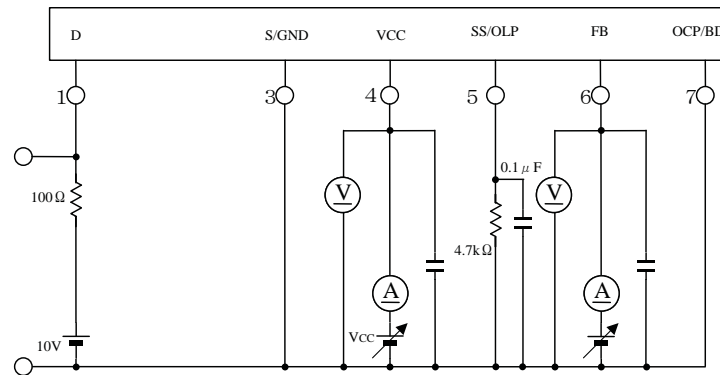 D S/GND VCC SS/OLP FB OCP/BD
1 3 4 5 6 7
0.1μF
V V
100Ω
4.7kΩ
A A
VCC
10V